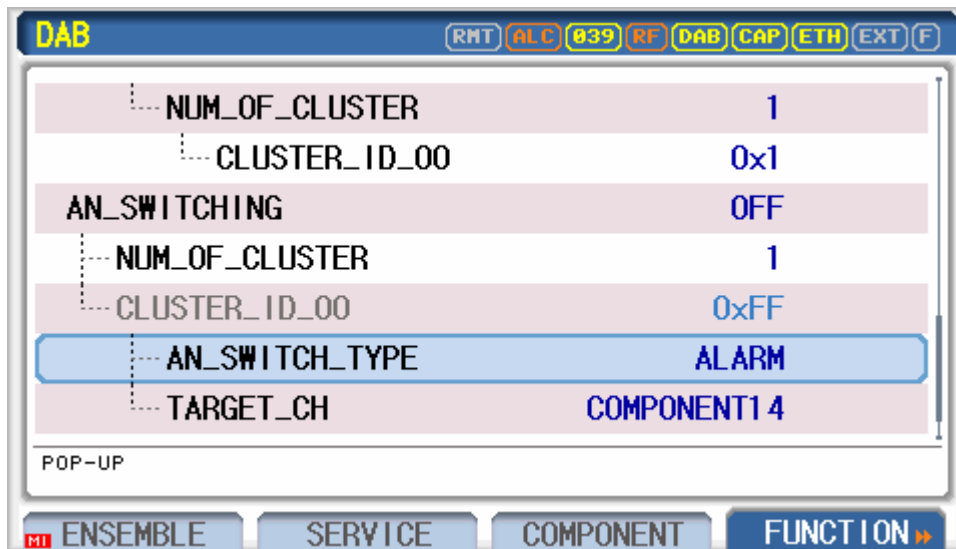 DAB RMT ALC 039 RF DAB CAP ETH EXT F
NUM_OF_CLUSTER 1
CLUSTER_ID_00 0x1
AN_SWITCHING OFF
NUM_OF_CLUSTER 1
CLUSTER_ID_00 0xFF
AN_SWITCH_TYPE ALARM
TARGET_CH COMPONENT14
POP-UP
MI ENSEMBLE SERVICE COMPONENT FUNCTION